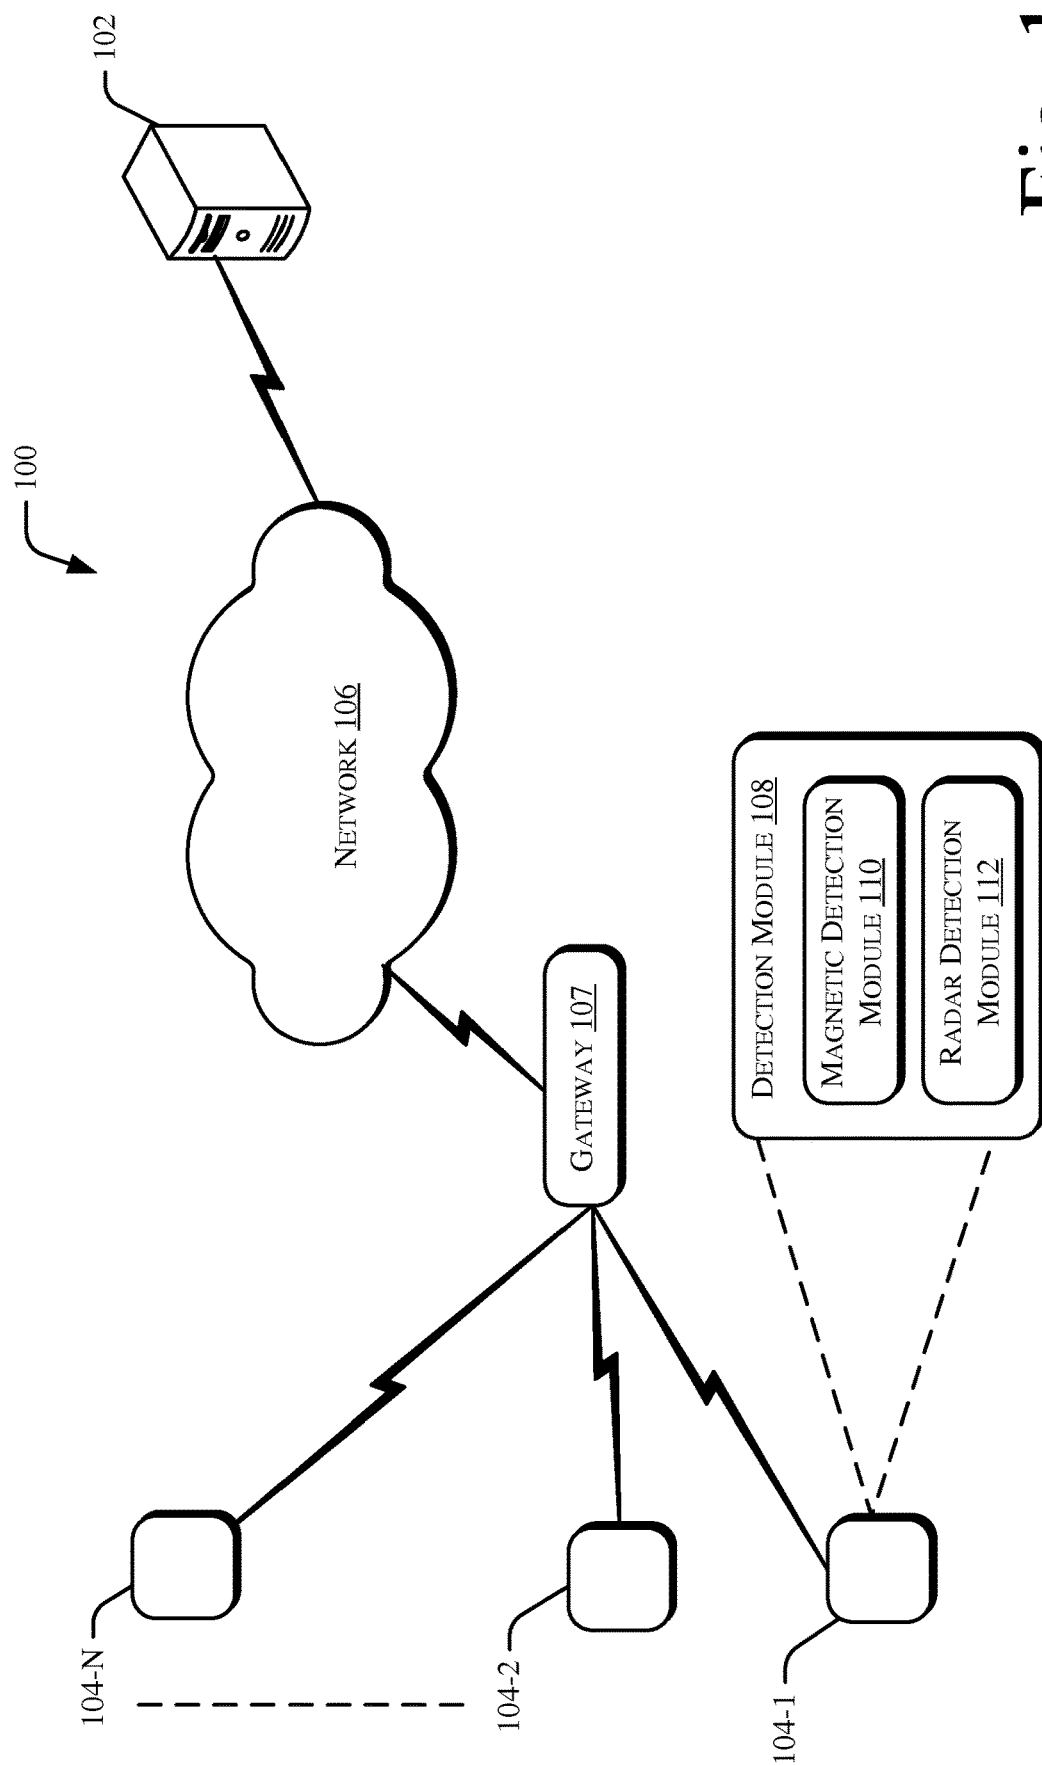 100
102
104-N
NETWORK 106
104-2
GATEWAY 107
104-1
DETECTION MODULE 108
MAGNETIC DETECTION
MODULE 110
RADAR DETECTION
MODULE 112